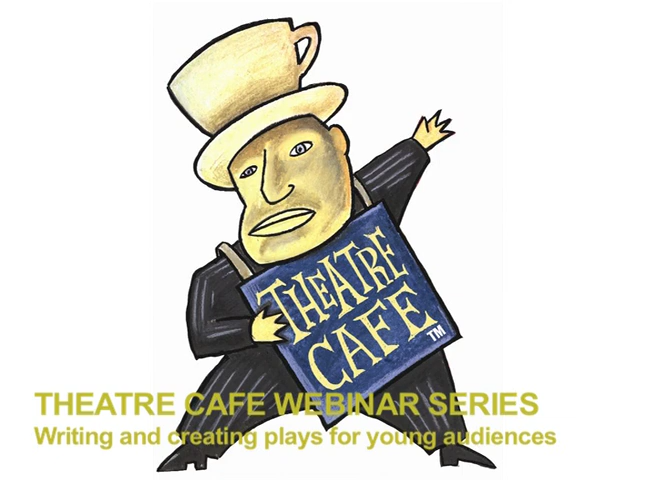 THEATRE
CAFE
TM
THEATRE CAFE WEBINAR SERIES
Writing and creating plays for young audiences